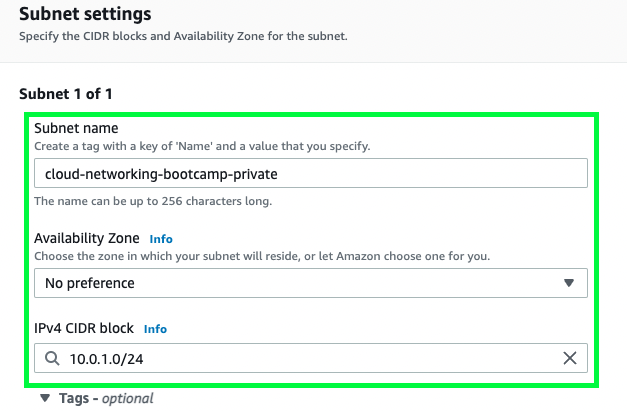 Subnet settings
Specify the CIDR blocks and Availability Zone for the subnet.
Subnet 1 of 1
Subnet name
Create a tag with a key of 'Name' and a value that you specify.
cloud-networking-bootcamp-private
The name can be up to 256 characters long.
Availability Zone Info
Choose the zone in which your subnet will reside, or let Amazon choose one for you.
No preference
IPv4 CIDR block Info
10.0.1.0/24
Tags - optional